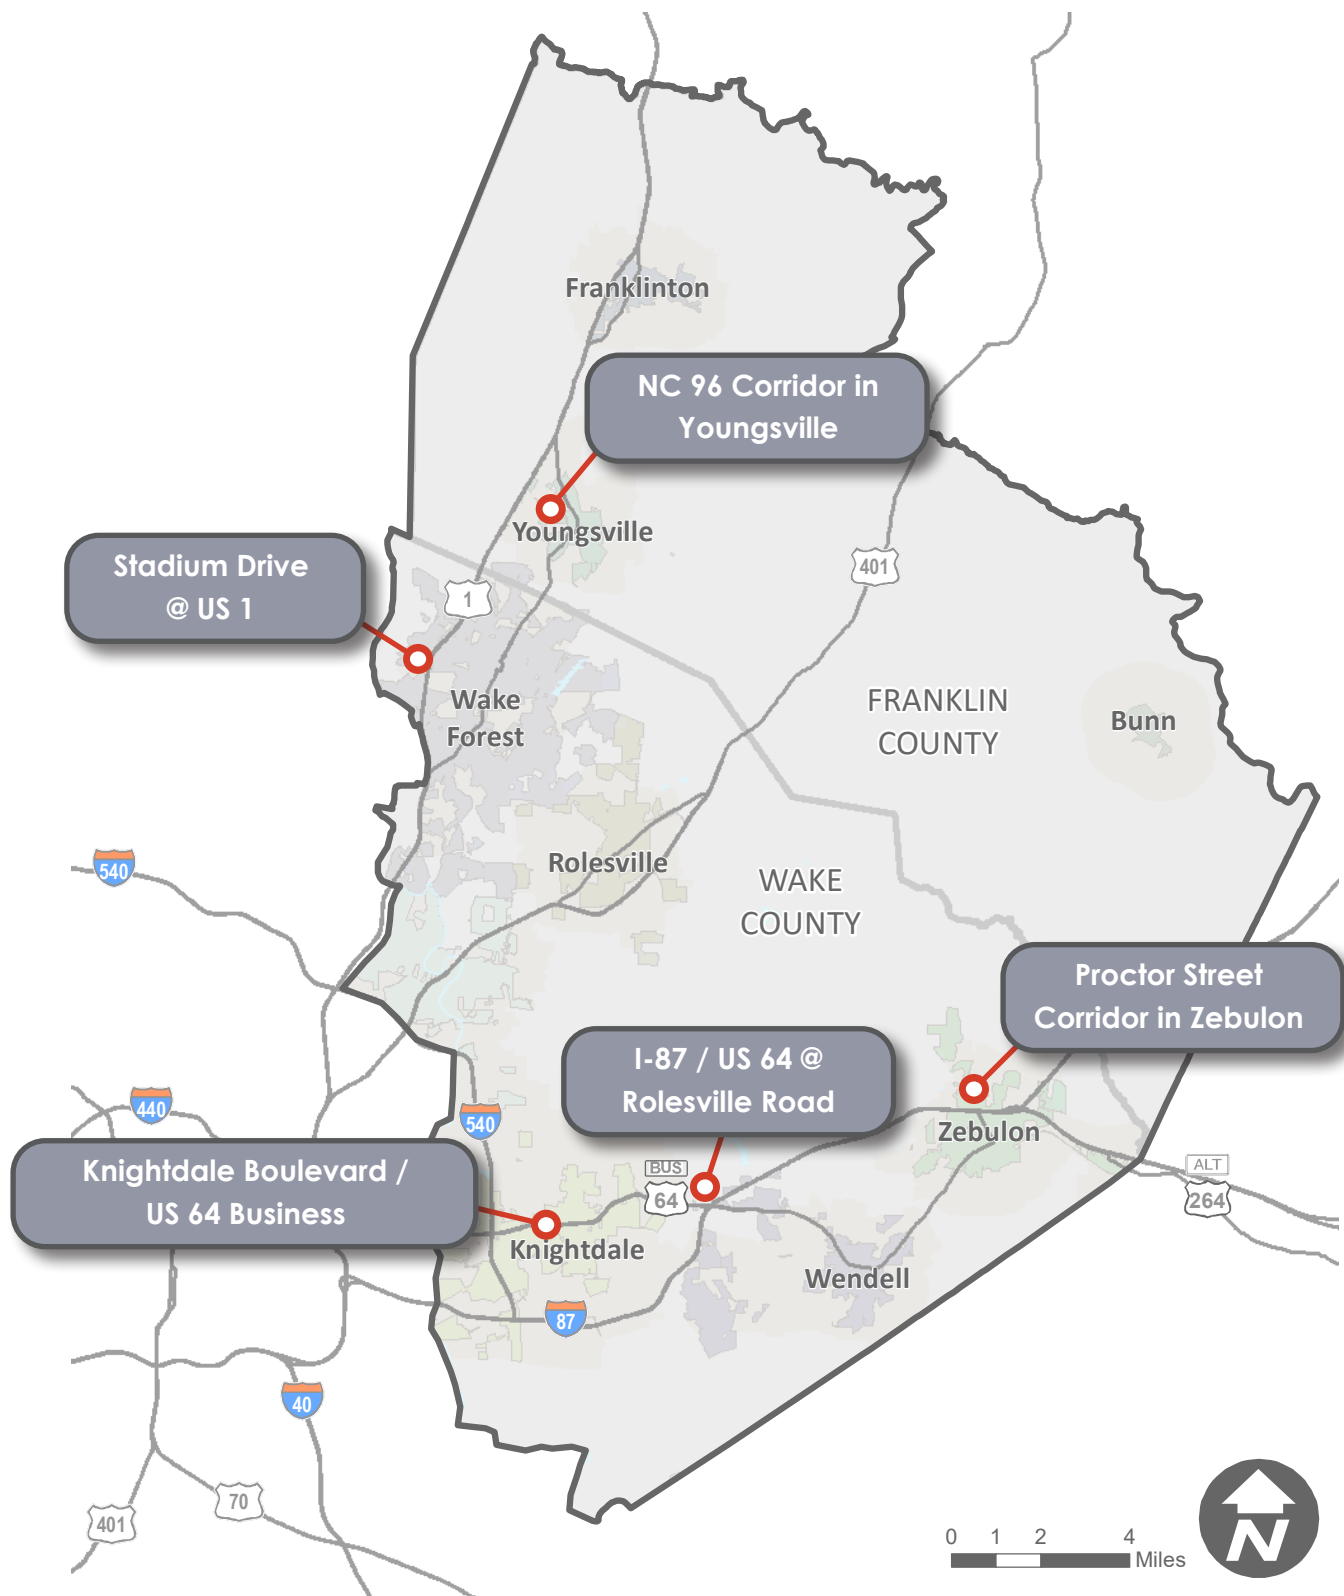 Franklinton
NC 96 Corridor in
Youngsville
Youngsville
401
Stadium Drive
@ US 1
1
Wake
Forest
FRANKLIN
COUNTY
Bunn
540
Rolesville
WAKE
COUNTY
Proctor Street
Corridor in Zebulon
I-87 / US 64 @
Rolesville Road
440
540
Zebulon
Knightdale Boulevard /
US 64 Business
BUS
64
ALT
264
Knightdale
Wendell
87
40
70
401
0 1 2 4
Miles
N